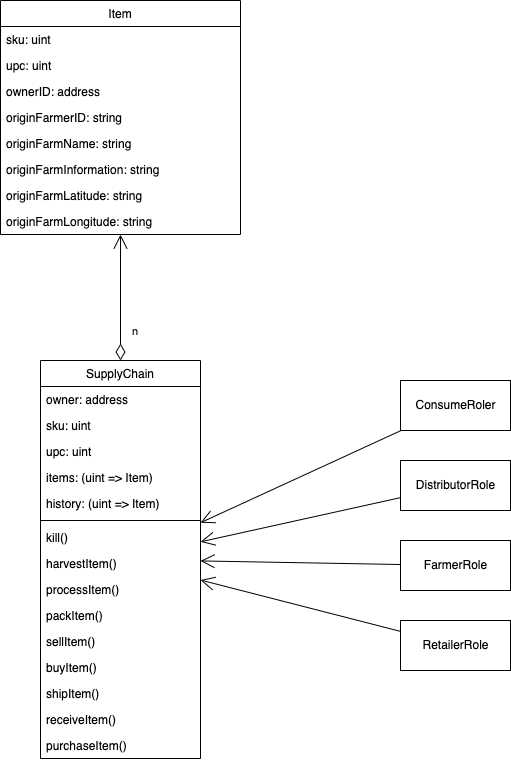 Item
sku: uint
upc: uint
ownerID: address
originFarmerID: string
originFarmName: string
originFarmInformation: string
originFarmLatitude: string
originFarmLongitude: string
n
SupplyChain
owner: address
sku: uint
upc: uint
items: (uint => Item)
history: (uint => Item)
kill()
harvestItem()
processItem()
packItem()
sellItem()
buyItem()
shipItem()
receiveItem()
purchaseItem()
ConsumeRoler
DistributorRole
FarmerRole
RetailerRole